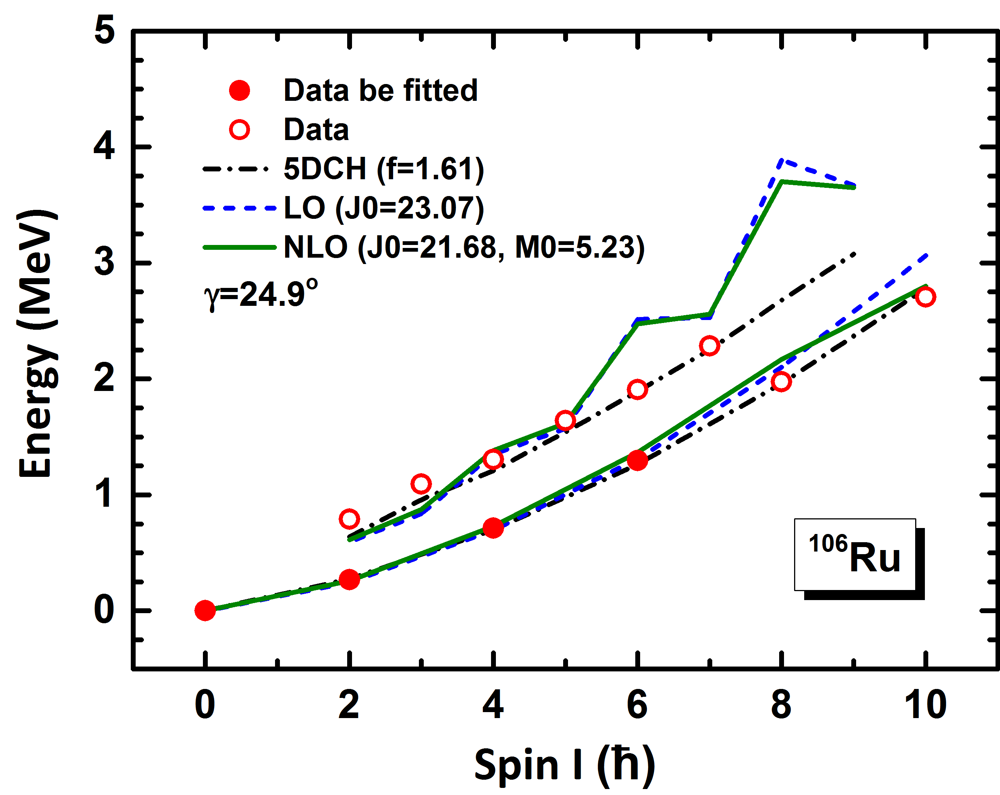 5
4
3
2
1
0
Energy (MeV)
Data be fitted
Data
5DCH (f=1.61)
LO (J0=23.07)
NLO (J0=21.68, M0=5.23)
γ=24.9°
¹⁰⁶Ru
0 2 4 6 8 10
Spin I (ħ)